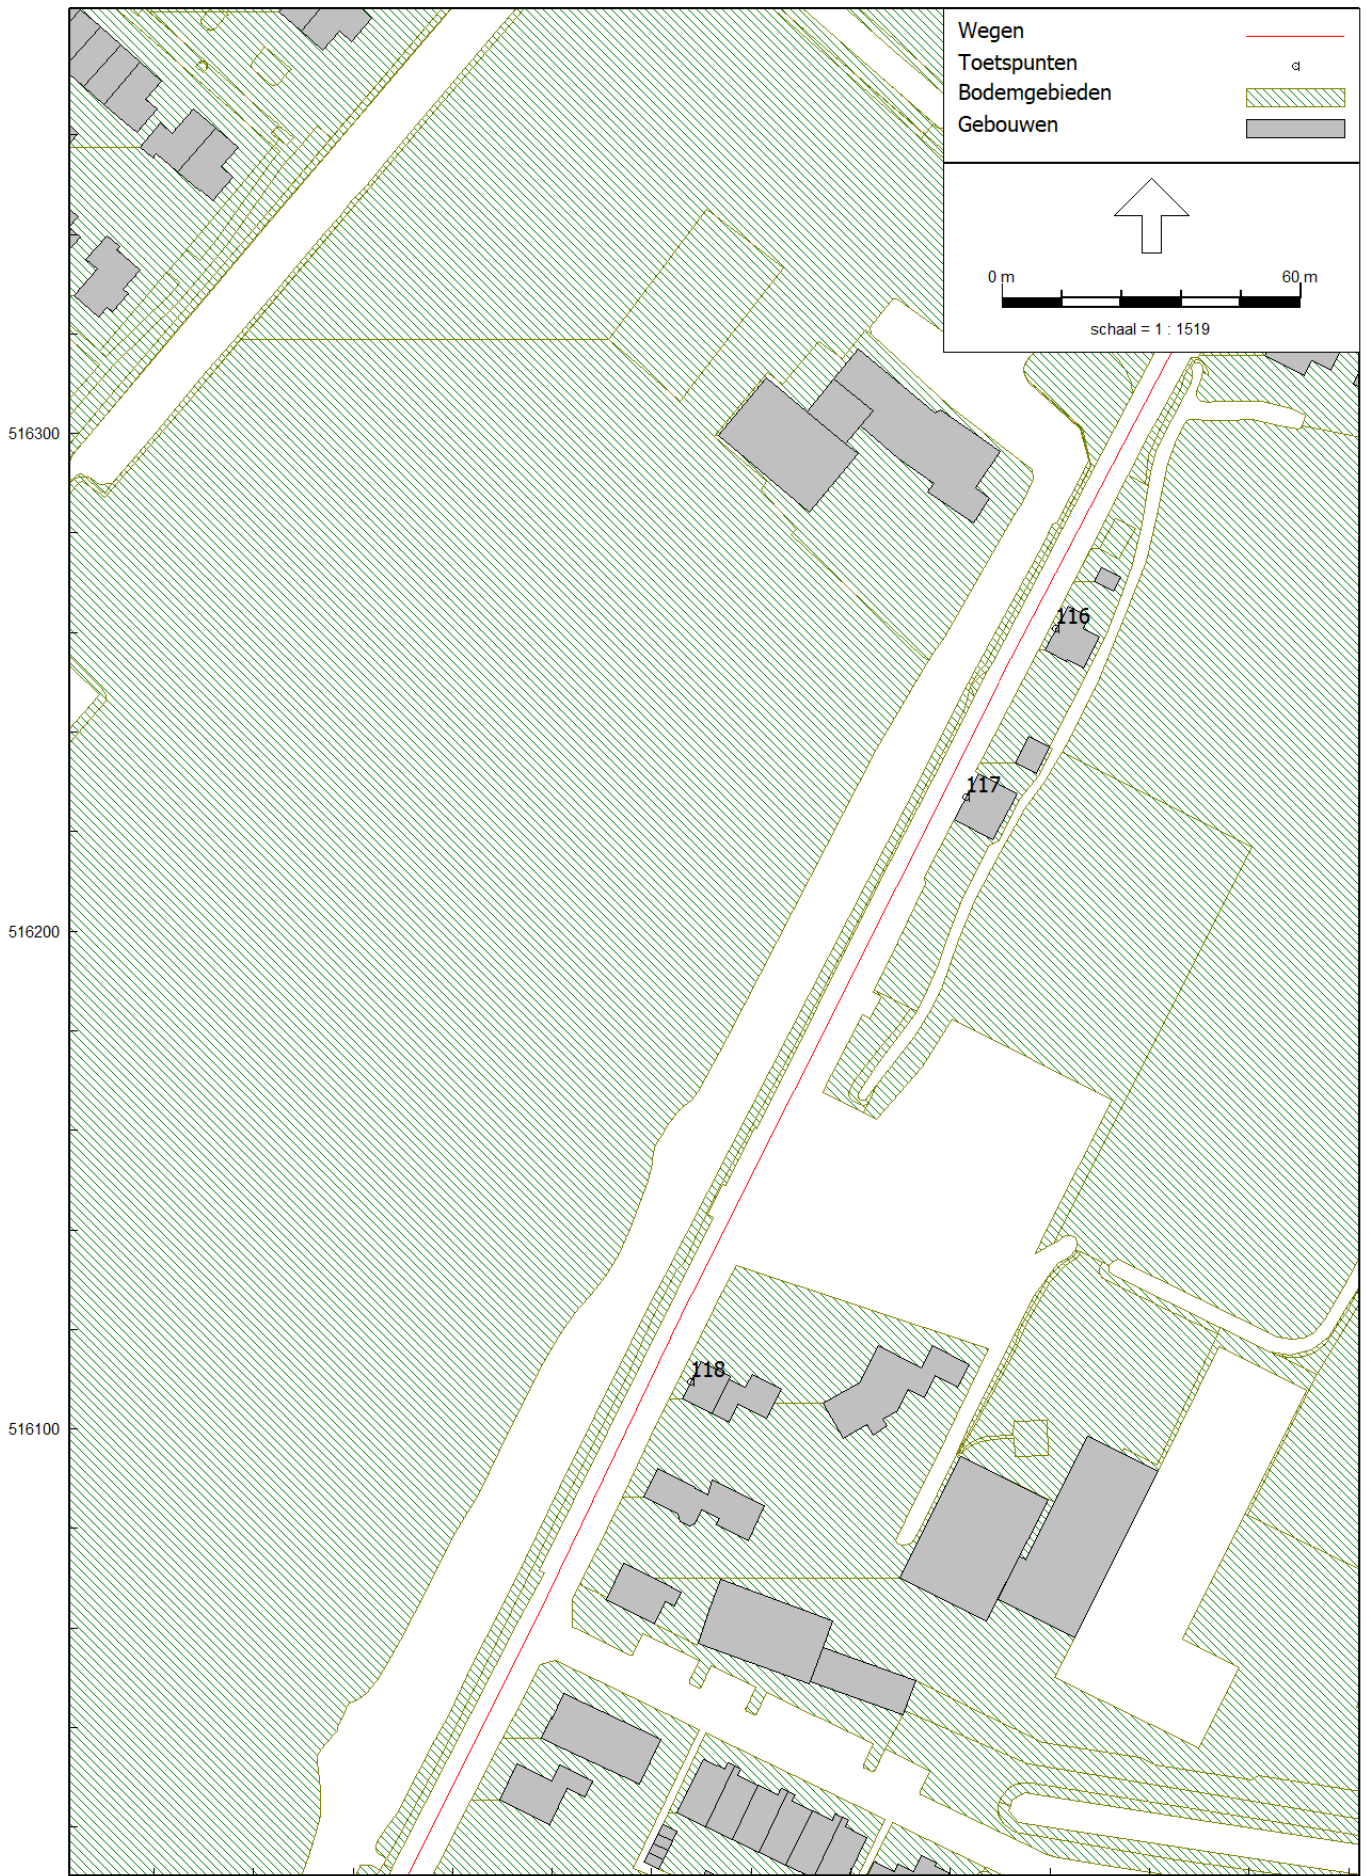 Wegen
Toetspunten
Bodemgebieden
Gebouwen
0 m 60 m
schaal = 1 : 1519
516300
116
117
516200
118
516100